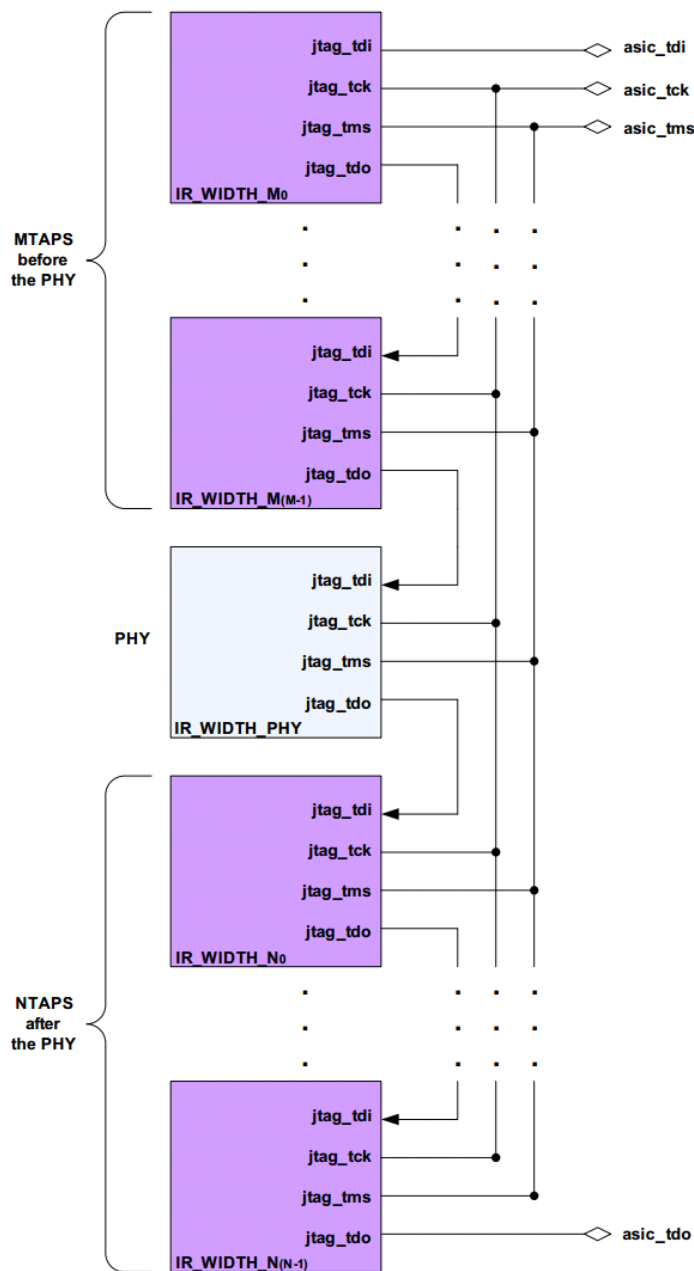 jtag_tdi
asic_tdi
jtag_tck
asic_tck
jtag_tms
asic_tms
jtag_tdo
IR_WIDTH_M0
MTAPS
before
the PHY
jtag_tdi
jtag_tck
jtag_tms
jtag_tdo
IR_WIDTH_M(M-1)
jtag_tdi
jtag_tck
PHY
jtag_tms
jtag_tdo
IR_WIDTH_PHY
jtag_tdi
jtag_tck
jtag_tms
jtag_tdo
IR_WIDTH_N0
NTAPS
after
the PHY
jtag_tdi
jtag_tck
jtag_tms
jtag_tdo
asic_tdo
IR_WIDTH_N(N-1)